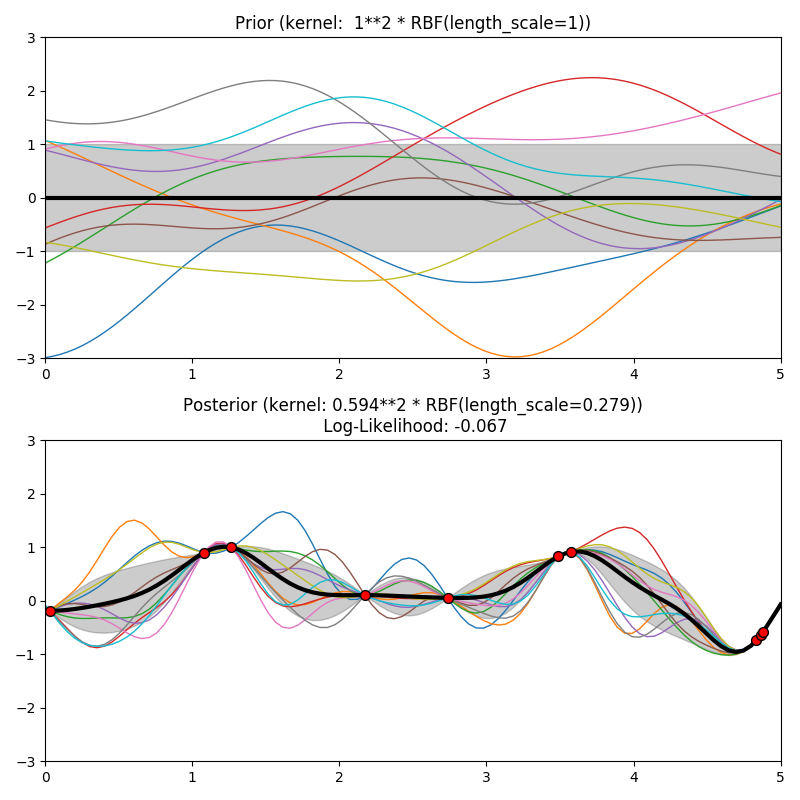 Prior (kernel:  1**2 * RBF(length_scale=1))
3
2
1
0
−1
−2
−3
0 1 2 3 4 5
Posterior (kernel: 0.594**2 * RBF(length_scale=0.279))
Log-Likelihood: -0.067
3
2
1
0
−1
−2
−3
0 1 2 3 4 5